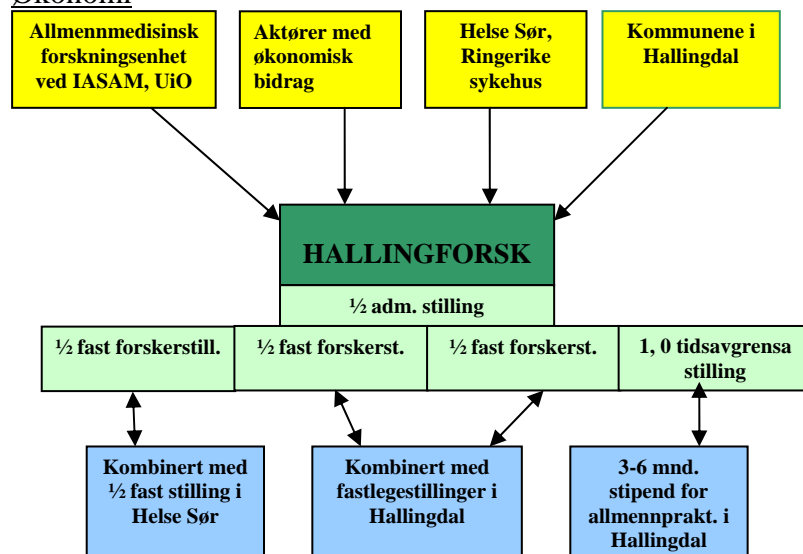 Økonomi
Allmennmedisinsk
forskningsenhet
ved IASAM, UiO
Aktører med
økonomisk
bidrag
Helse Sør,
Ringerike
sykehus
Kommunene i
Hallingdal
HALLINGFORSK
½ adm. stilling
½ fast forskerstill.
½ fast forskerst.
½ fast forskerst.
1, 0 tidsavgrensa
stilling
Kombinert med
½ fast stilling i
Helse Sør
Kombinert med
fastlegestillinger i
Hallingdal
3-6 mnd.
stipend for
allmennprakt. i
Hallingdal